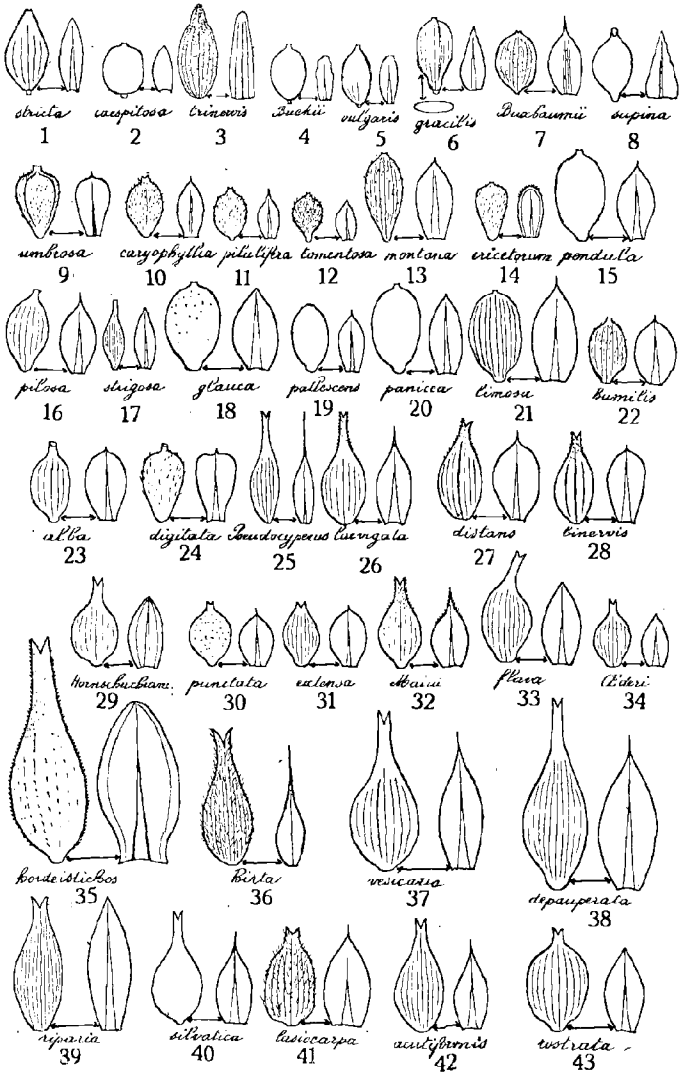 stricta caespitosa trinervis Buekii vulgaris gracilis Buxbaumii supina
1 2 3 4 5 6 7 8
umbrosa caryophyllia pilulifera tomentosa montana ericetorum pendula
9 10 11 12 13 14 15
pilosa strigosa glauca pallescens panicea limosa humilis
16 17 18 19 20 21 22
alba digitata Pseudocyperus laevigata distans binervis
23 24 25 26 27 28
Hornschuchiana. punctata extensa Mairii flava Œderi
29 30 31 32 33 34
hordeistichos hirta vesicaria depauperata
35 36 37 38
riparia silvatica lasiocarpa acutiformis rostrata
39 40 41 42 43